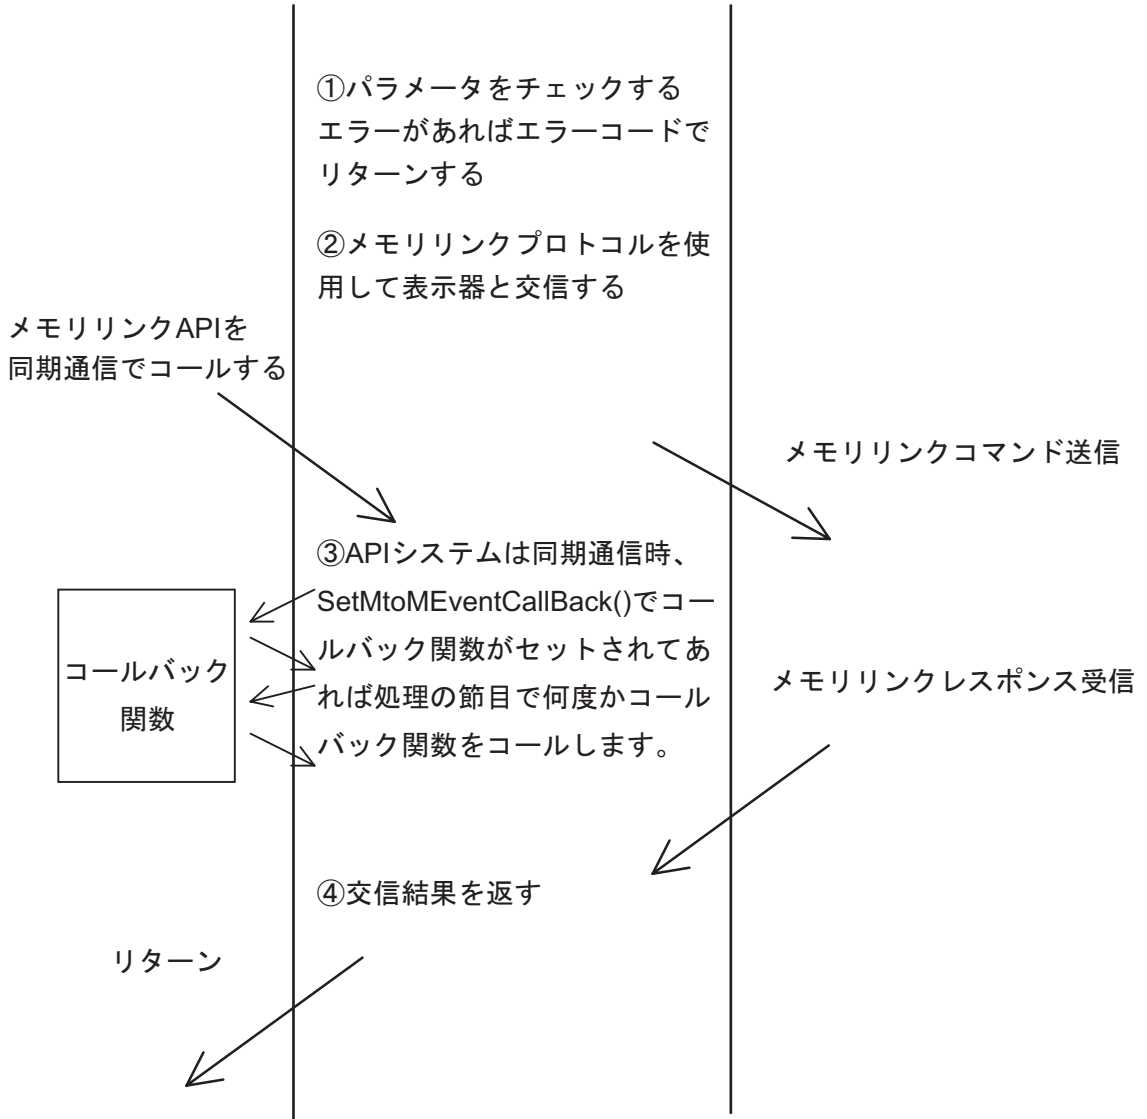 ①パラメータをチェックする
エラーがあればエラーコードで
リターンする
②メモリリンクプロトコルを使
用して表示器と交信する
メモリリンクAPIを
同期通信でコールする
メモリリンクコマンド送信
③APIシステムは同期通信時、
SetMtoMEventCallBack()でコー
ルバック関数がセットされてあ
れば処理の節目で何度かコール
バック関数をコールします。
コールバック
関数
メモリリンクレスポンス受信
④交信結果を返す
リターン